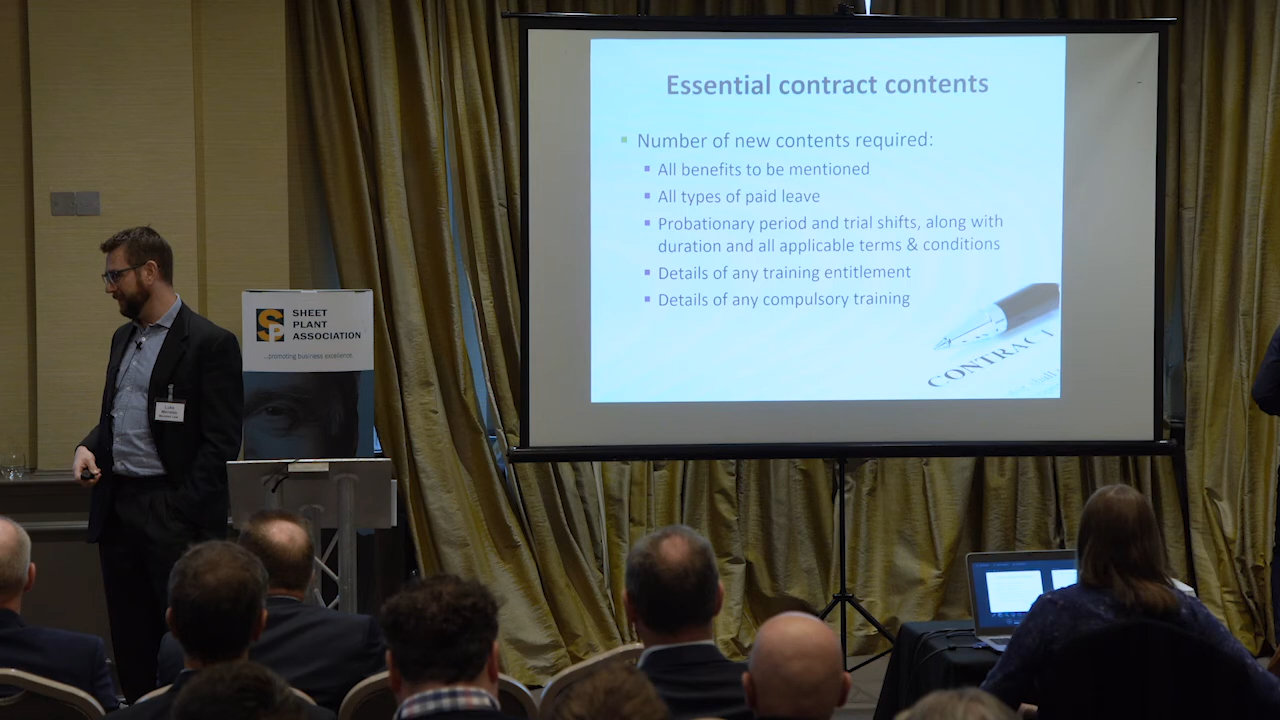 Essential contract contents
Number of new contents required:
All benefits to be mentioned
All types of paid leave
Probationary period and trial shifts, along with
duration and all applicable terms & conditions
Details of any training entitlement
Details of any compulsory training
CONTRACT
SHEET
PLANT
ASSOCIATION
...promoting business excellence.
Luke